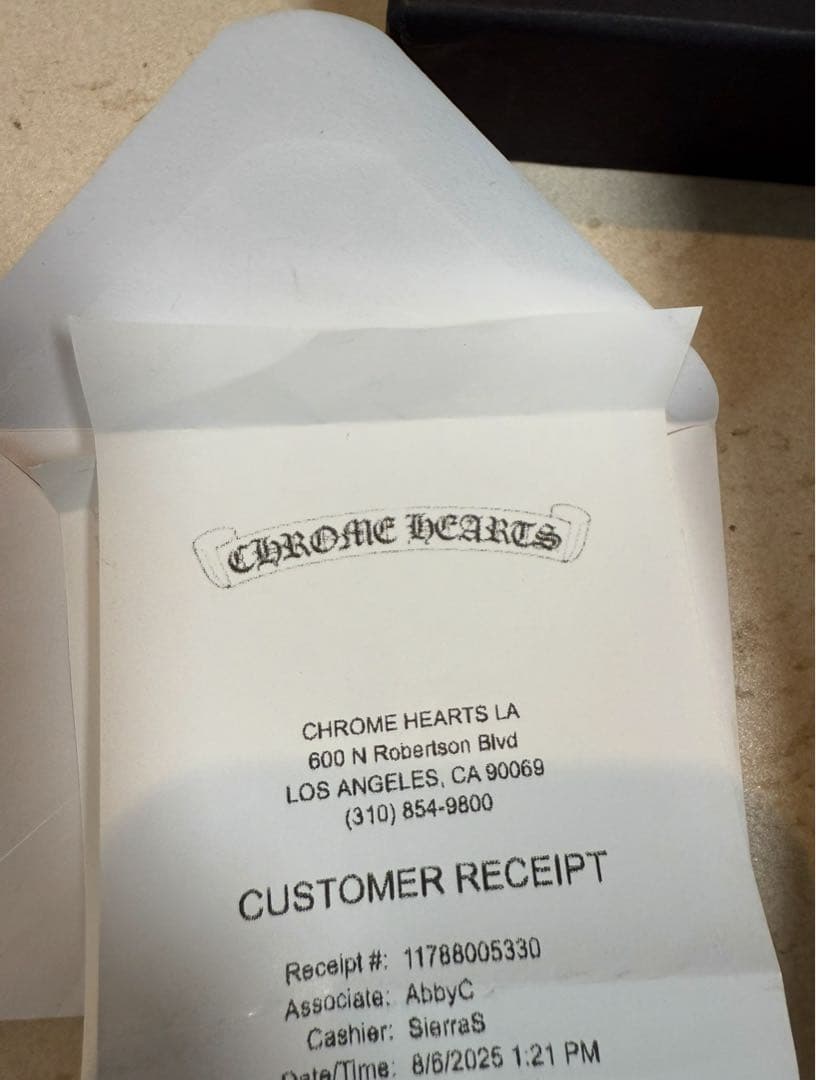 CHROME HEARTS
CHROME HEARTS LA
600 N Robertson Blvd
LOS ANGELES, CA 90069
(310) 854-9800
CUSTOMER RECEIPT
Receipt #: 11788005330
Associate: AbbyC
Cashier: SierraS
Date/Time: 8/6/2025 1:21 PM